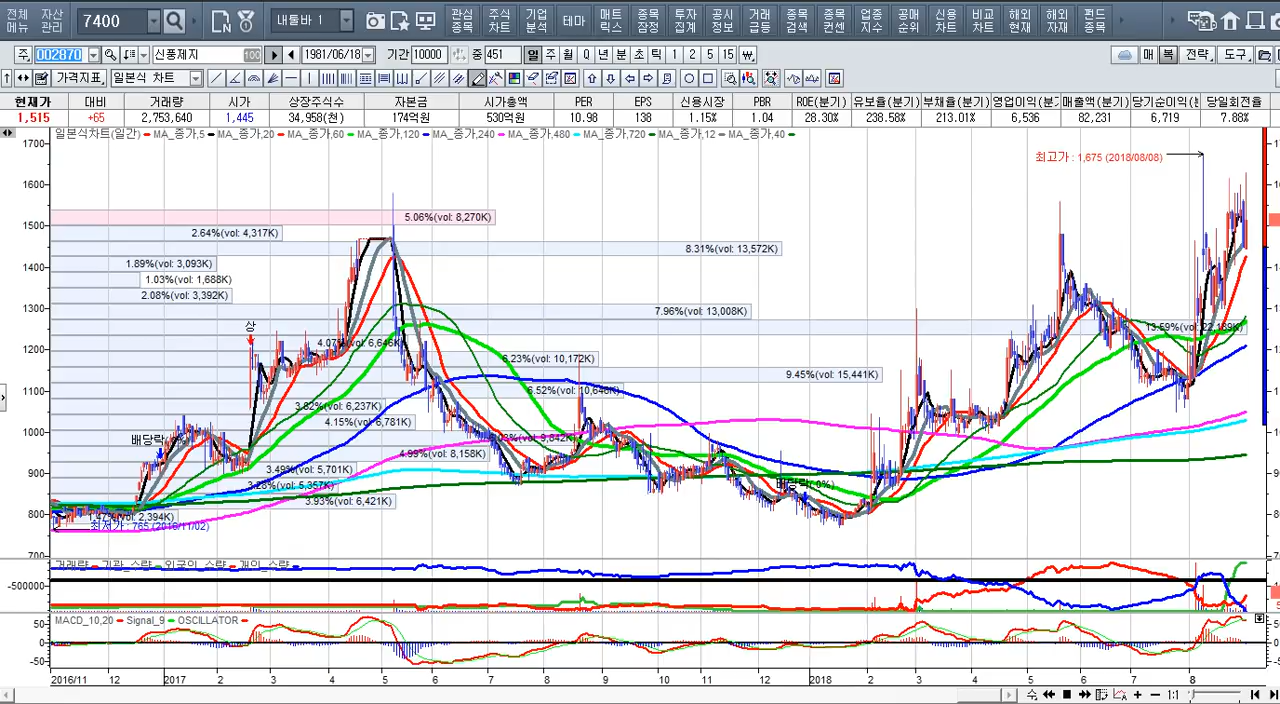 전체 자산 7400 내툴바 1 관심 주식 기업 테마 매트 종목 투자 공시 거래 종목 종목 업종 공매 신용 비교 해외 해외 펀드
메뉴 관리 종목 차트 분석 릭스 잠정 집계 정보 급등 검색 컨센 지수 순위 차트 차트 현재 자재 종목
주 002870 신풍제지 100 1981/06/18 기간 10000 중 451 일 주 월 Q 년 분 초 틱 1 3 5 15 매 복 전략 도구
가격지표 일본식 차트
현재가 대비 거래량 시가 상장주식수 자본금 시가총액 PER EPS 신용시장 PBR ROE(분기) 유보율(분기) 부채율(분기) 영업이익(분기 매출액(분기) 당기순이익(분 당일회전율
1,515 +65 2,753,640 1,445 34,958(천) 174억원 530억원 10.98 138 1.15% 1.04 28.30% 238.58% 213.01% 6,536 82,231 6,719 7.88%
일본식차트(일간) MA_종가,5 MA_종가,20 MA_종가,60 MA_종가,120 MA_종가,240 MA_종가,480 MA_종가,720 MA_종가,12 MA_종가,40
1700
최고가 : 1,675 (2018/08/08)
1600
5.06%(vol: 8,270K)
1500
2.64%(vol: 4,317K)
8.31%(vol: 13,572K)
1400
1.89%(vol: 3,093K)
1.03%(vol: 1,688K)
2.08%(vol: 3,392K)
1300
7.96%(vol: 13,008K)
상
13.59%(vol: 22,189K)
4.07%(vol: 6,646K)
1200
6.23%(vol: 10,172K)
9.45%(vol: 15,441K)
1100
6.52%(vol: 10,648K)
3.82%(vol: 6,237K)
4.15%(vol: 6,781K)
1000
배당락
6.03%(vol: 9,842K)
4.99%(vol: 8,158K)
900
3.49%(vol: 5,701K)
3.28%(vol: 5,357K)
배당락(0%)
3.93%(vol: 6,421K)
800
(vol: 2,394K)
최저가 : 765 (2016/11/02)
700
거래량 기관_수량 외국인_수량 개인_수량
-500000
MACD_10,20 Signal_9 OSCILLATOR
50
0
-50
2016/11 12 2017 2 3 4 5 6 7 8 9 10 11 12 2018 2 3 4 5 6 7 8
수 1:1